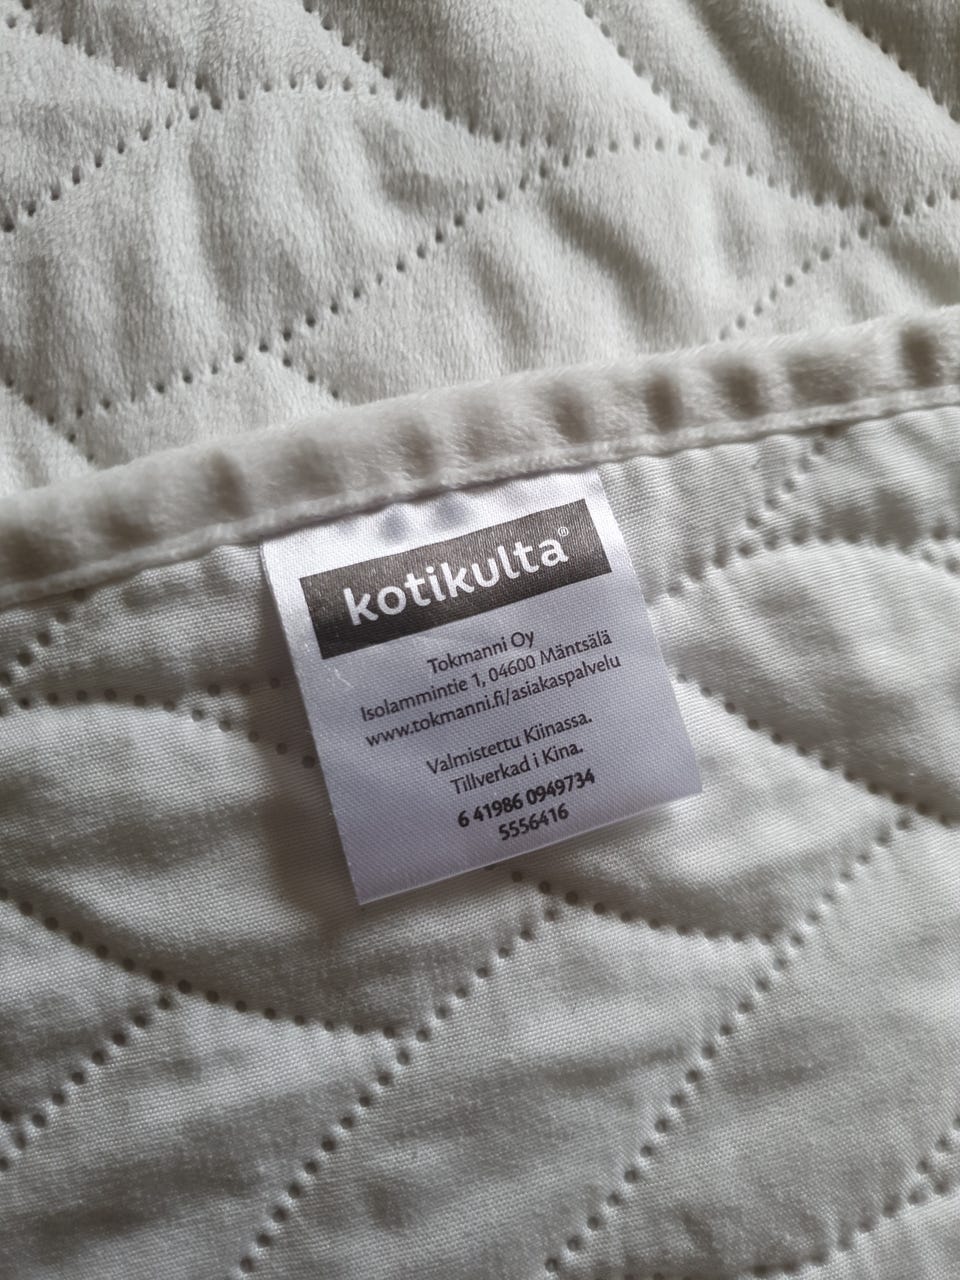 kotikulta®
Tokmanni Oy
Isolammintie 1, 04600 Mäntsälä
www.tokmanni.fi/asiakaspalvelu
Valmistettu Kiinassa.
Tillverkad i Kina.
6 41986 0949734
5556416